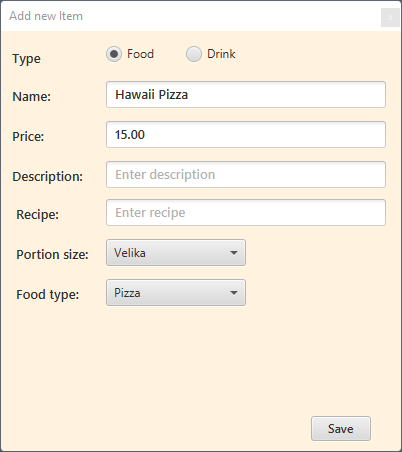 Add new Item
Type Food Drink
Name: Hawaii Pizza
Price: 15.00
Description: Enter description
Recipe: Enter recipe
Portion size: Velika
Food type: Pizza
Save